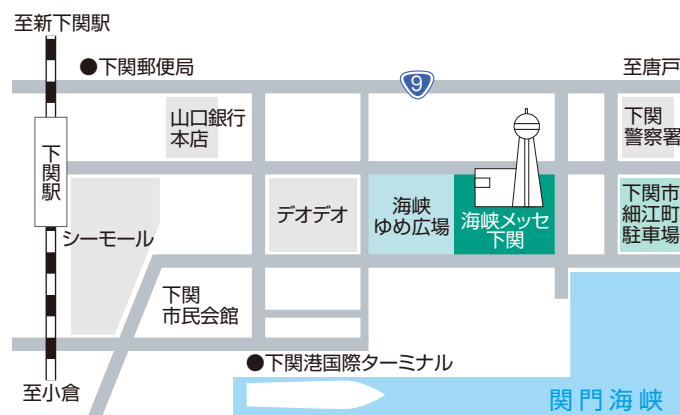 至新下関駅
●下関郵便局
9
至唐戸
山口銀行
本店
下関
警察署
下関駅
シーモール
デオデオ
海峡
ゆめ広場
海峡メッセ
下関
下関市
細江町
駐車場
下関
市民会館
●下関港国際ターミナル
至小倉
関門海峡